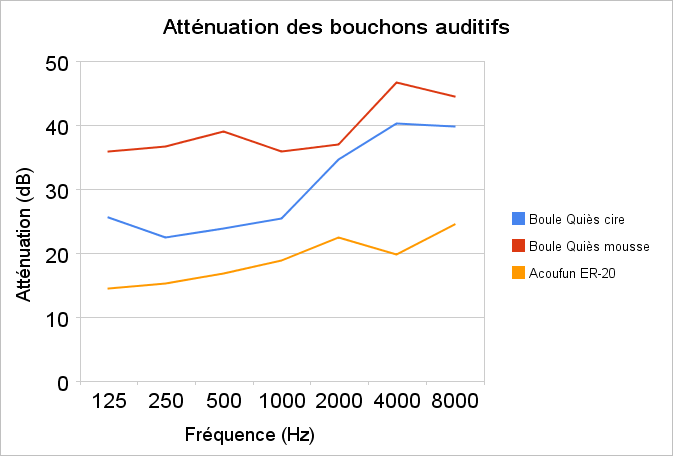 Atténuation des bouchons auditifs
Atténuation (dB)
50
40
30
20
10
0
125 250 500 1000 2000 4000 8000
Fréquence (Hz)
Boule Quiès cire
Boule Quiès mousse
Acoufun ER-20